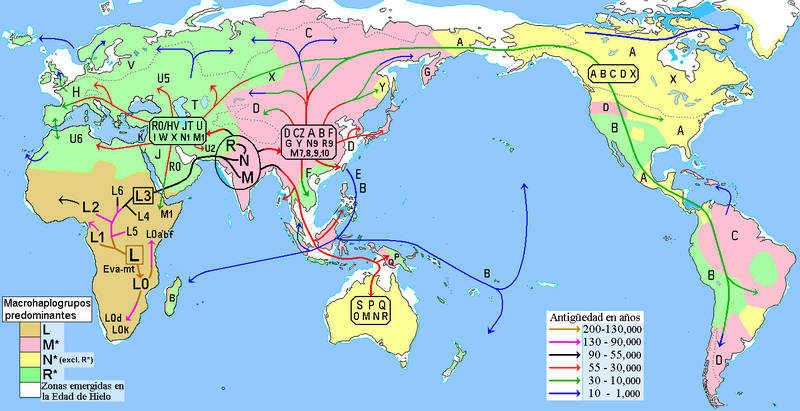 C
A
A
V
U5
X
G
Y
A B C D X
X
H
T
D
D
A
R0/HV JT U
I W X N1 M1
D CZ A B F
G Y N9 R9
M7,8,9,10
D
B
U6
K
U2
R
N
M
J
R0
F
E
B
A
L6
L3
L2
L4
M1
L5
L1
L0abf
L
Eva-mt
L0
B
L0d
L0k
P
Q
B
S P Q
O M N R
C
B
D
Macrohaplogrupos
predominantes
L
M*
N* (excl. R*)
R*
Zonas emergidas en
la Edad de Hielo
Antigüedad en años
200-130,000
130 - 90,000
90 - 55,000
55 - 30,000
30 - 10,000
10 - 1,000